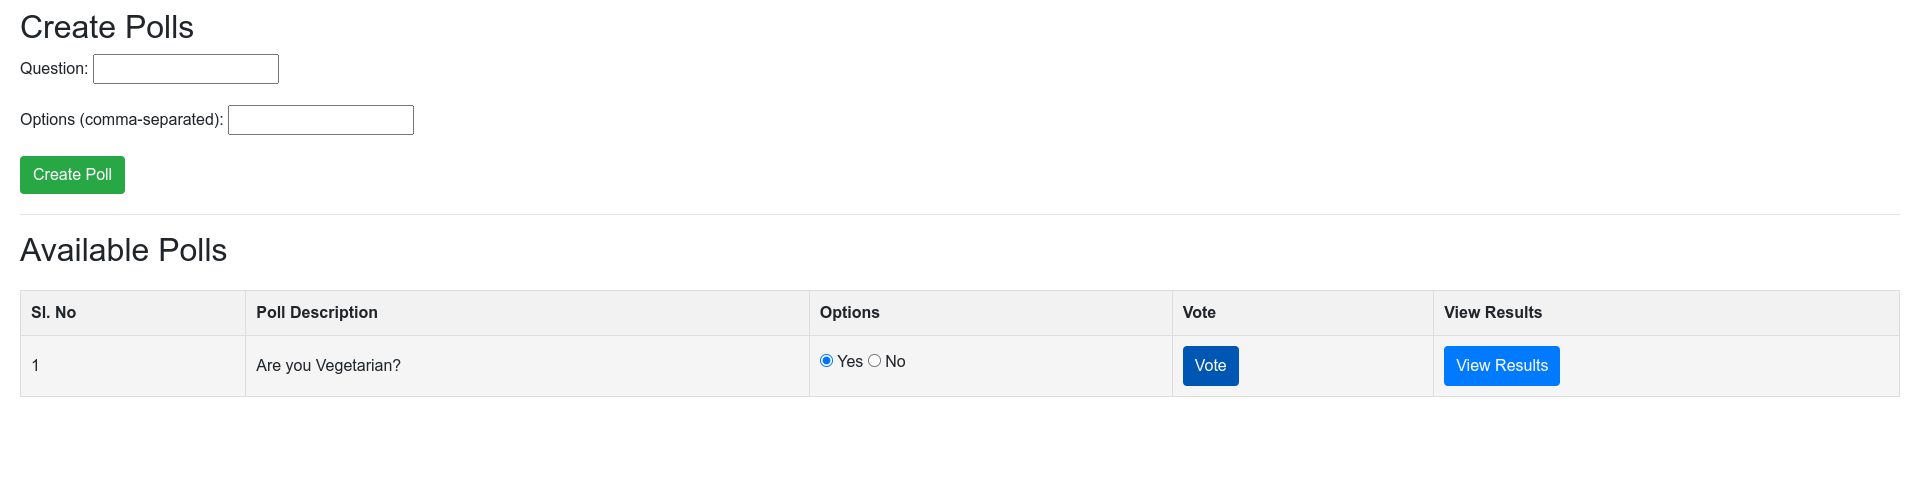 Create Polls
Question:
Options (comma-separated):
Create Poll
Available Polls
Sl. No Poll Description Options Vote View Results
1 Are you Vegetarian? Yes No Vote View Results